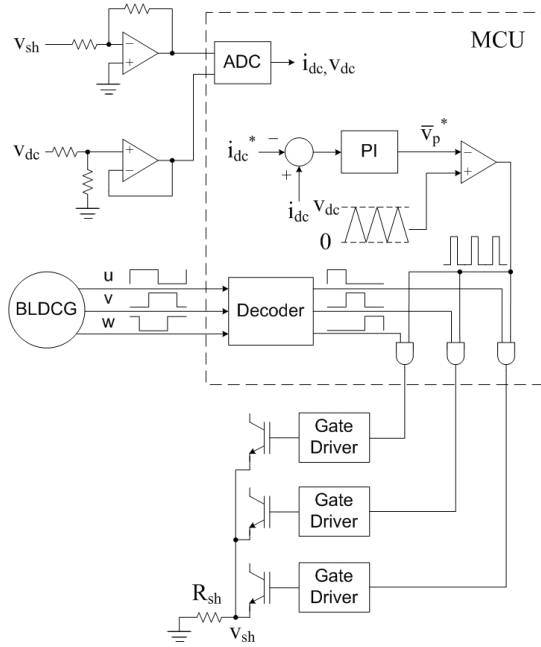 MCU
v_sh
ADC
i_dc, v_dc
v_dc
i_dc*
−
+
PI
v̄_p*
i_dc
v_dc
0
−
+
−
+
+
−
BLDCG
u
v
w
Decoder
Gate
Driver
Gate
Driver
Gate
Driver
R_sh
v_sh